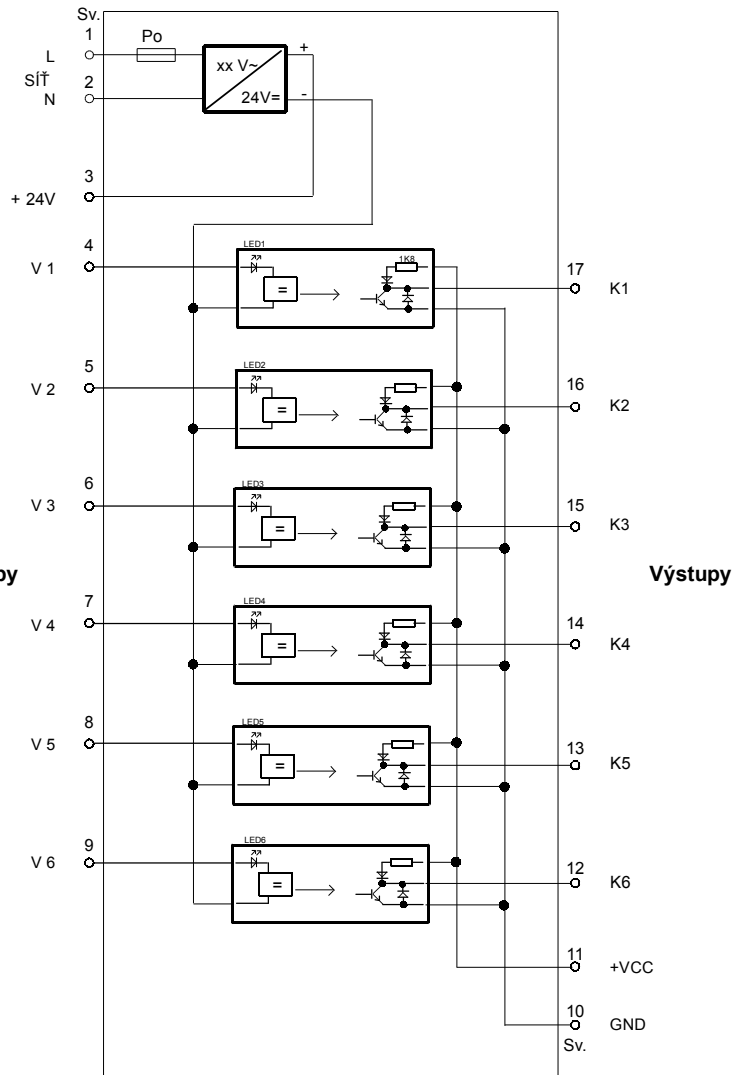 Sv.
1
Po
L
SÍŤ
2
N
xx V~
24V=
+
-
3
+ 24V
4
V 1
LED1
=
1K8
17
K1
5
V 2
LED2
=
16
K2
6
V 3
LED3
=
15
K3
by
Výstupy
7
V 4
LED4
=
14
K4
8
V 5
LED5
=
13
K5
9
V 6
LED6
=
12
K6
11
+VCC
10
GND
Sv.